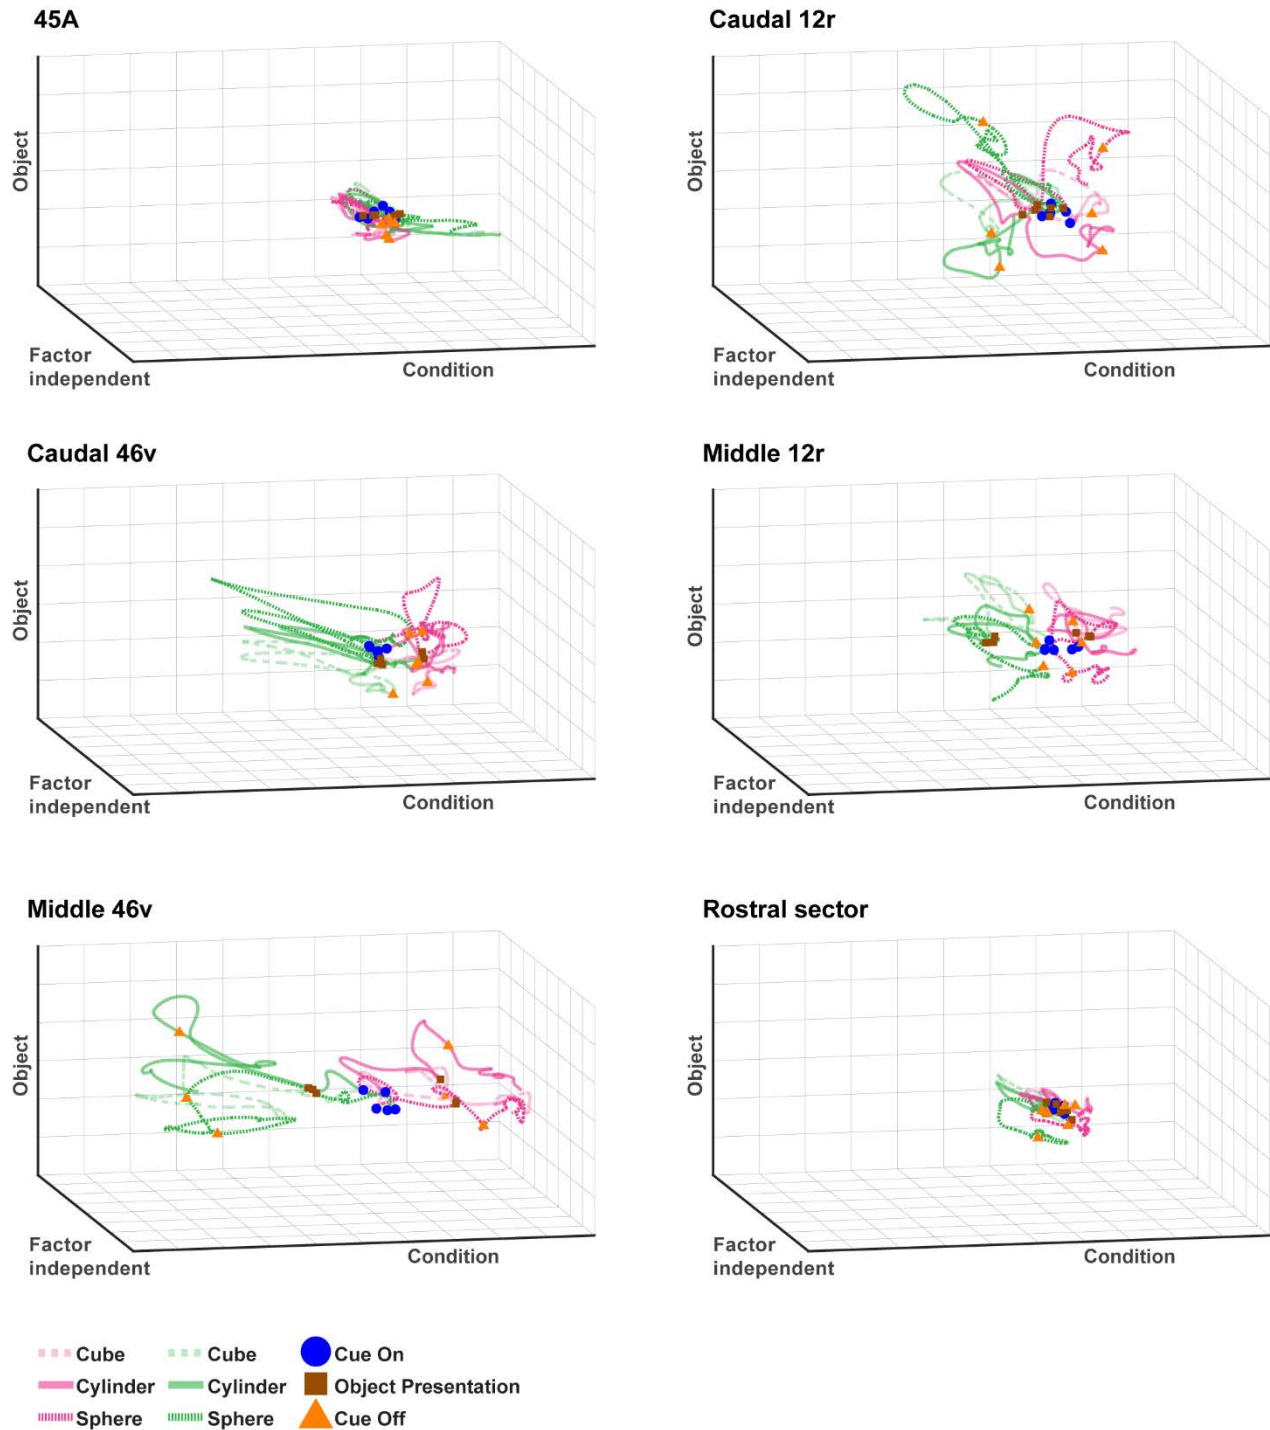 45A
Object
Factor
independent
Condition
Caudal 12r
Object
Factor
independent
Condition
Caudal 46v
Object
Factor
independent
Condition
Middle 12r
Object
Factor
independent
Condition
Middle 46v
Object
Factor
independent
Condition
Rostral sector
Object
Factor
independent
Condition
Cube Cube Cue On
Cylinder Cylinder Object Presentation
Sphere Sphere Cue Off